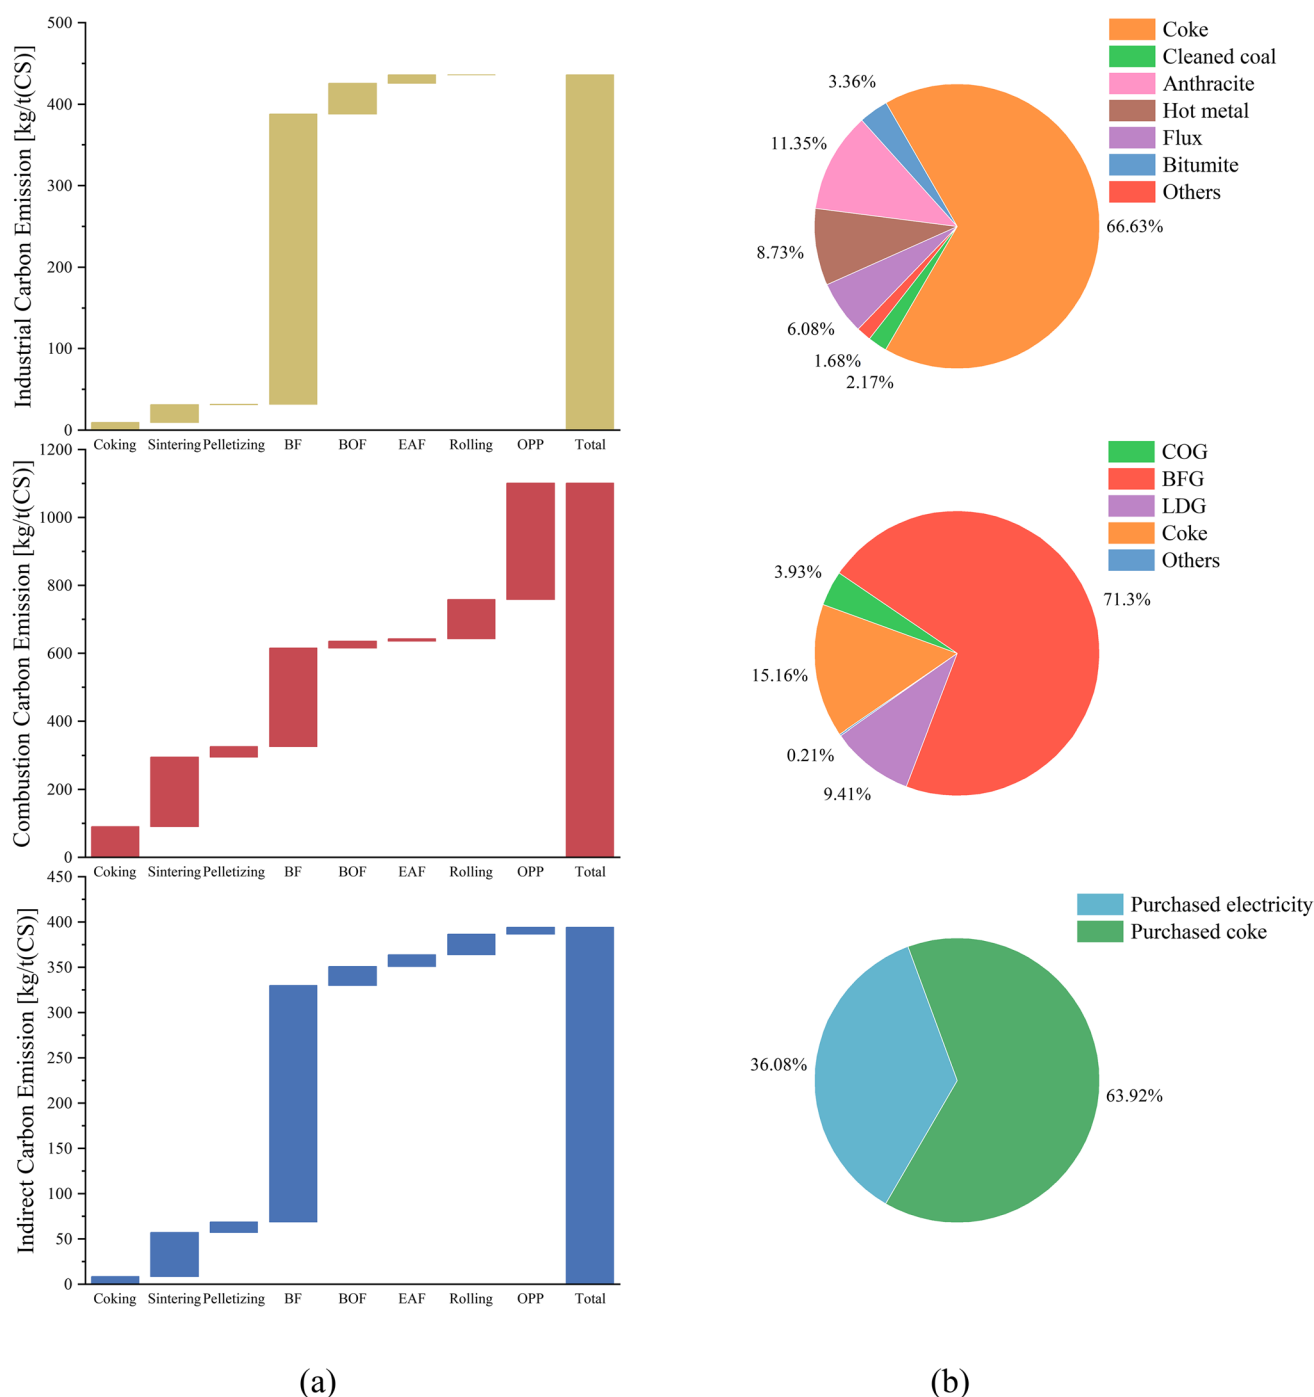 Industrial Carbon Emission [kg/t(CS)]
500
400
300
200
100
0
Coking Sintering Pelletizing BF BOF EAF Rolling OPP Total
Coke
Cleaned coal
Anthracite
Hot metal
Flux
Bitumite
Others
3.36%
11.35%
66.63%
8.73%
6.08%
1.68%
2.17%
Combustion Carbon Emission [kg/t(CS)]
1200
1000
800
600
400
200
0
Coking Sintering Pelletizing BF BOF EAF Rolling OPP Total
COG
BFG
LDG
Coke
Others
3.93%
71.3%
15.16%
0.21%
9.41%
Indirect Carbon Emission [kg/t(CS)]
450
400
350
300
250
200
150
100
50
0
Coking Sintering Pelletizing BF BOF EAF Rolling OPP Total
Purchased electricity
Purchased coke
36.08%
63.92%
(a)
(b)